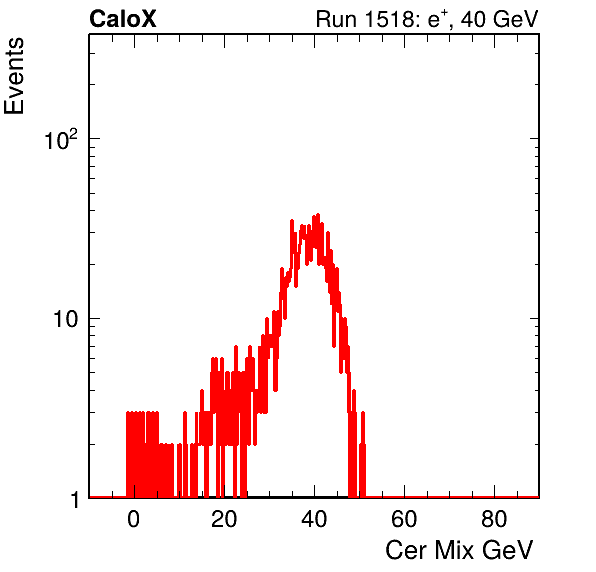 CaloX Run 1518: e⁺, 40 GeV
Events
10²
10
1
0 20 40 60 80
Cer Mix GeV